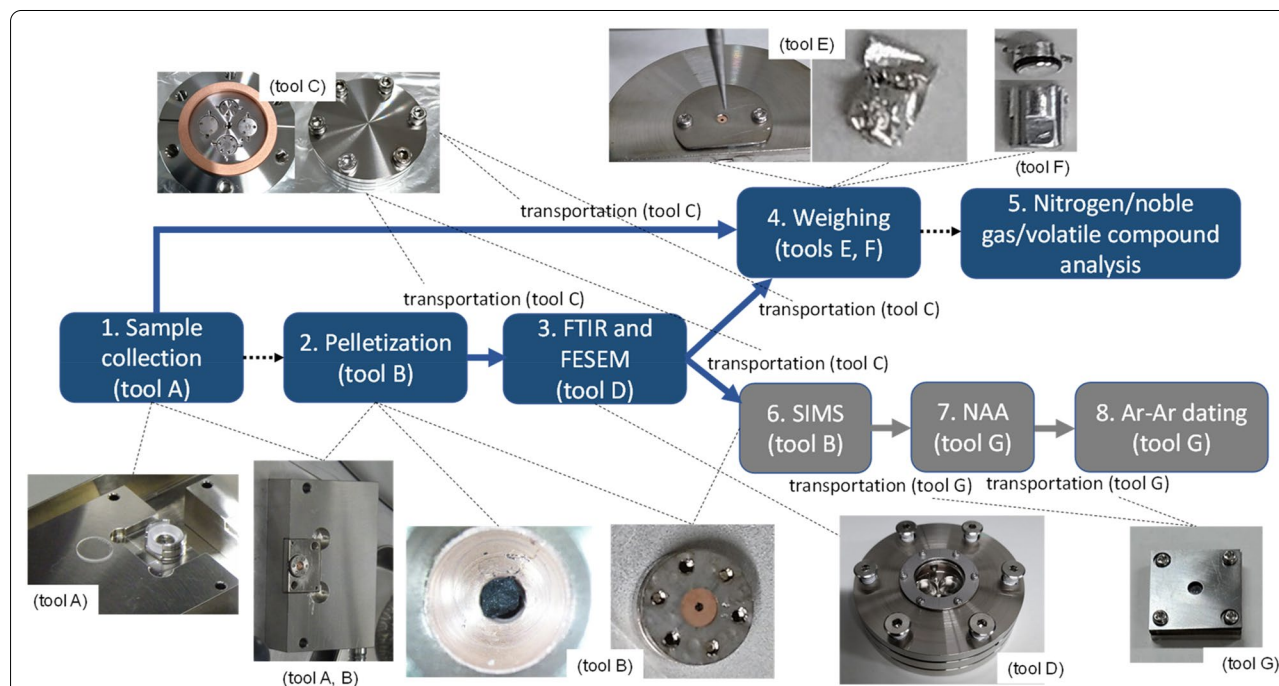 (tool E)
(tool C)
(tool F)
transportation (tool C)
4. Weighing
(tools E, F)
5. Nitrogen/noble
gas/volatile compound
analysis
transportation (tool C)
transportation (tool C)
1. Sample
collection
(tool A)
2. Pelletization
(tool B)
3. FTIR and
FESEM
(tool D)
transportation (tool C)
6. SIMS
(tool B)
7. NAA
(tool G)
8. Ar-Ar dating
(tool G)
transportation (tool G)
transportation (tool G)
(tool A)
(tool A, B)
(tool B)
(tool D)
(tool G)